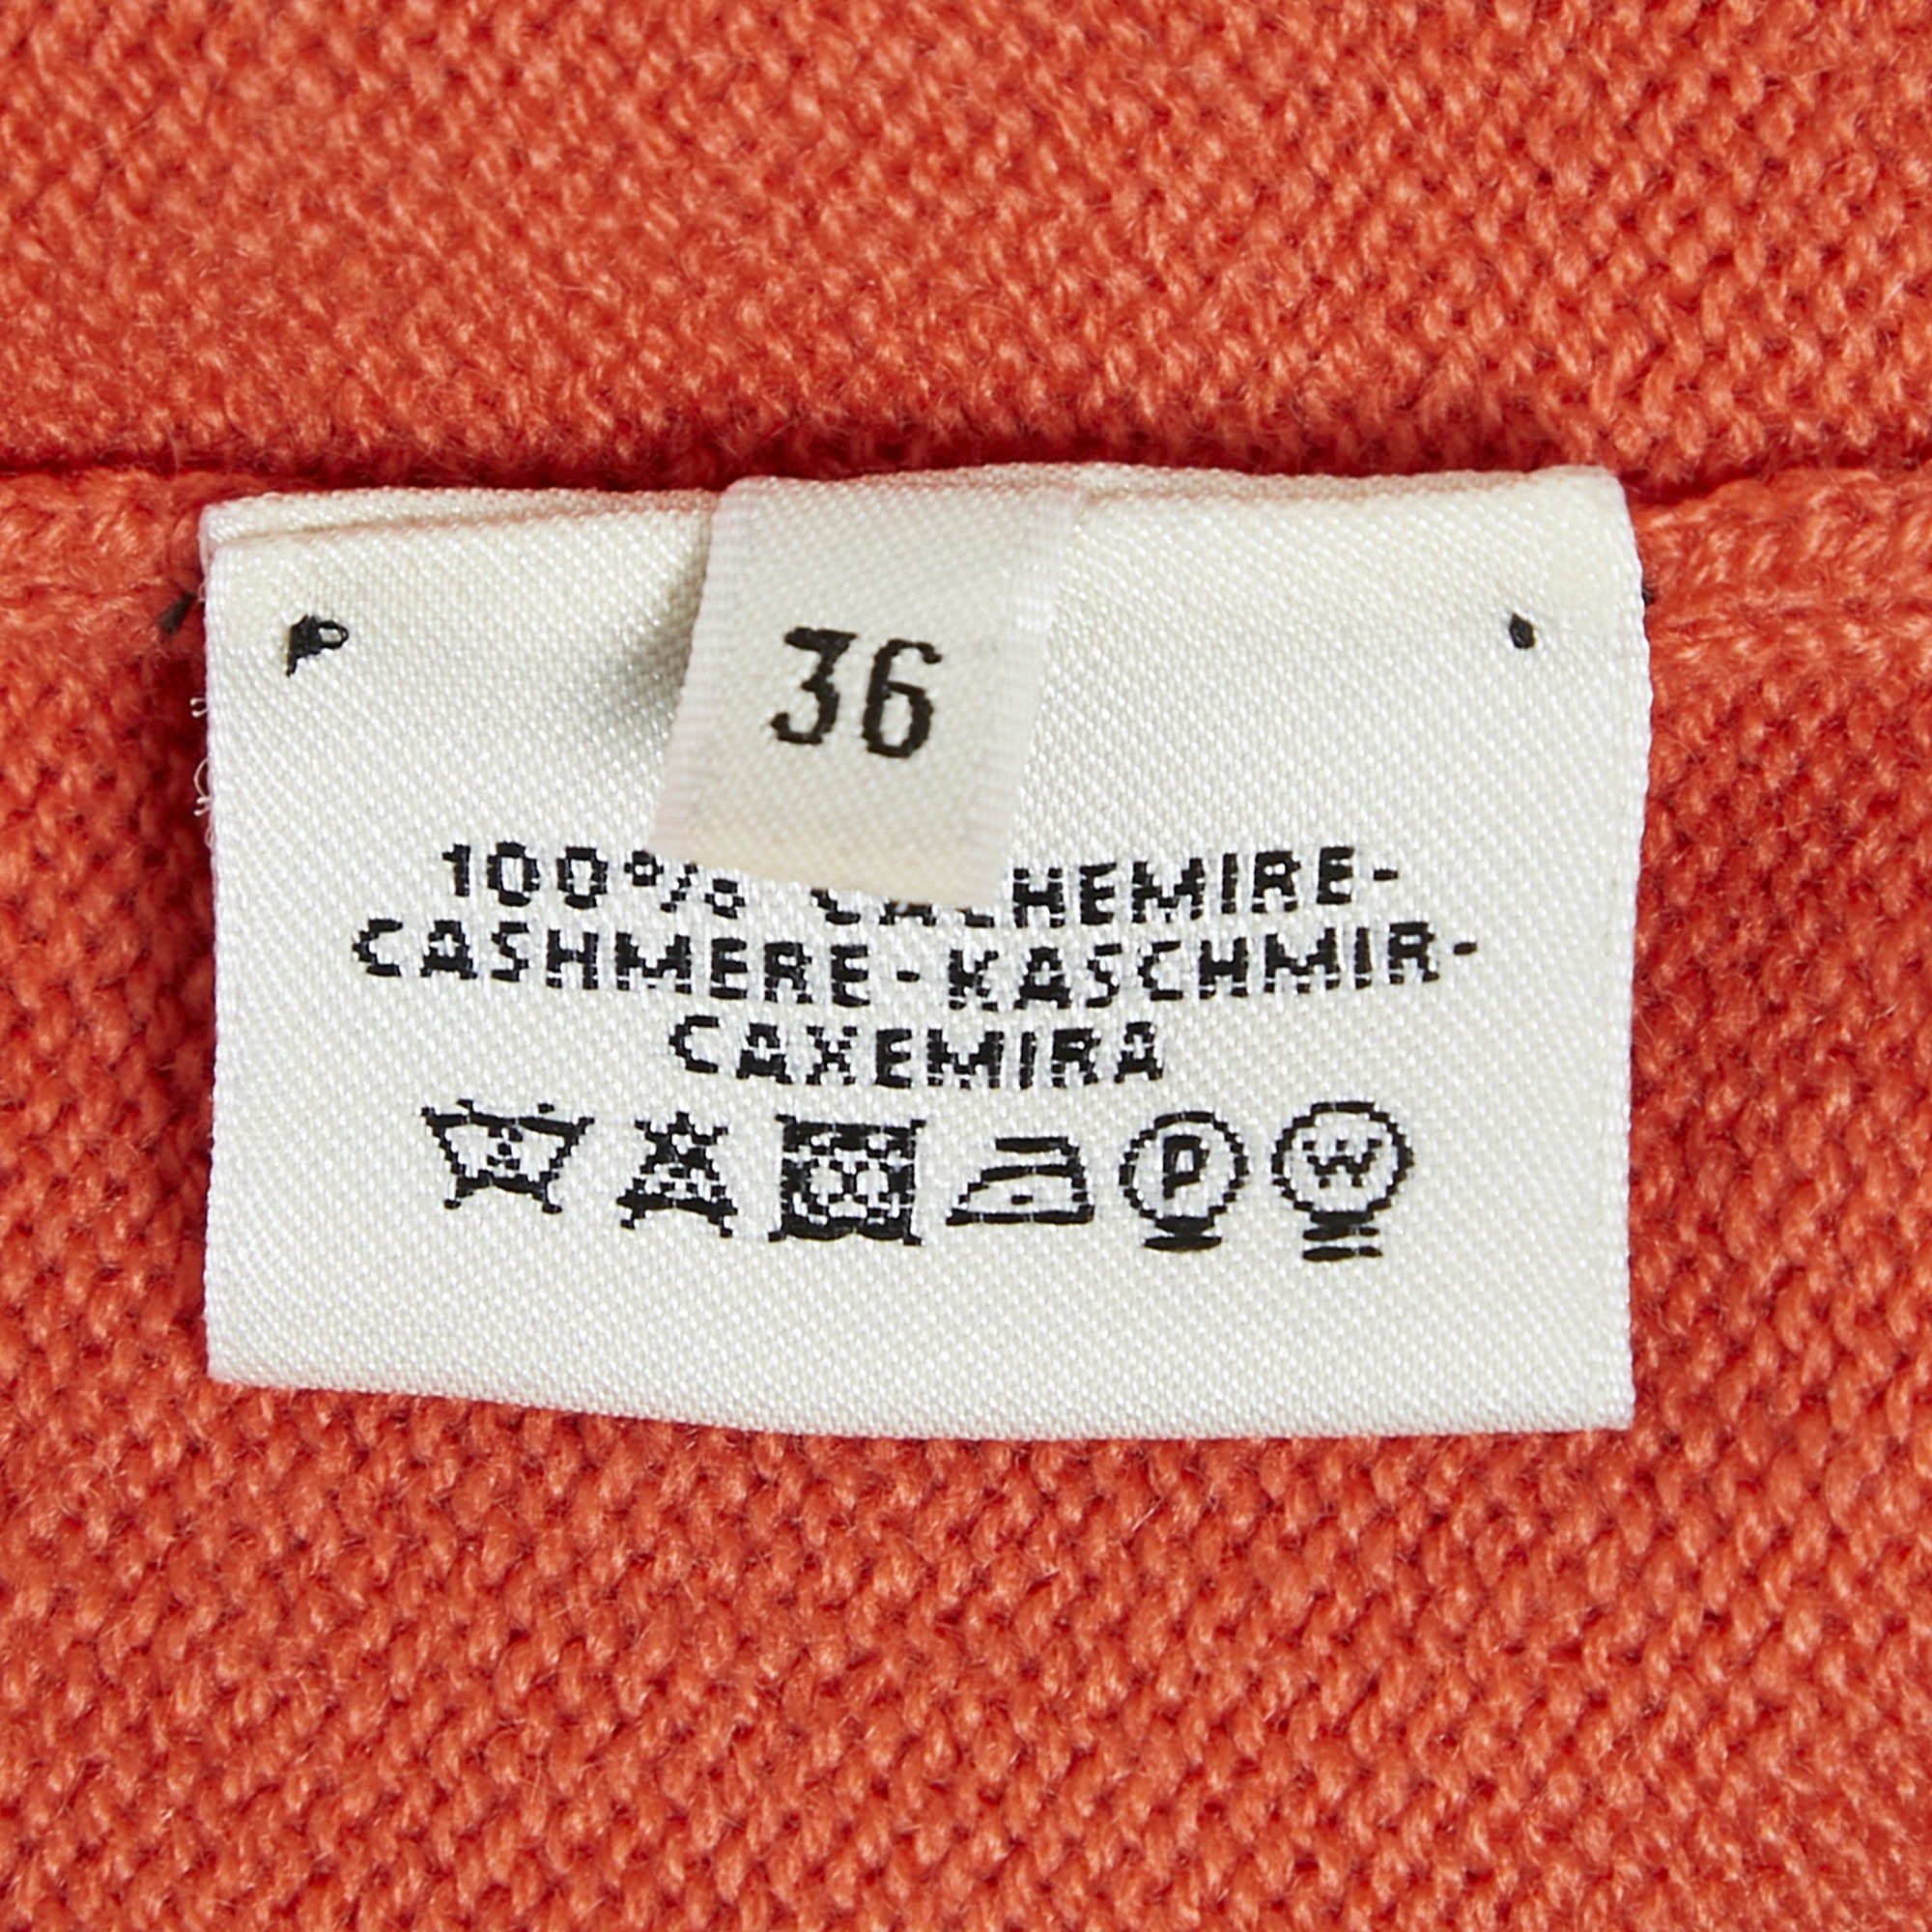 36
100% CACHEMIRE-
CASHMERE-KASCHMIR-
CAXEMIRA
P W